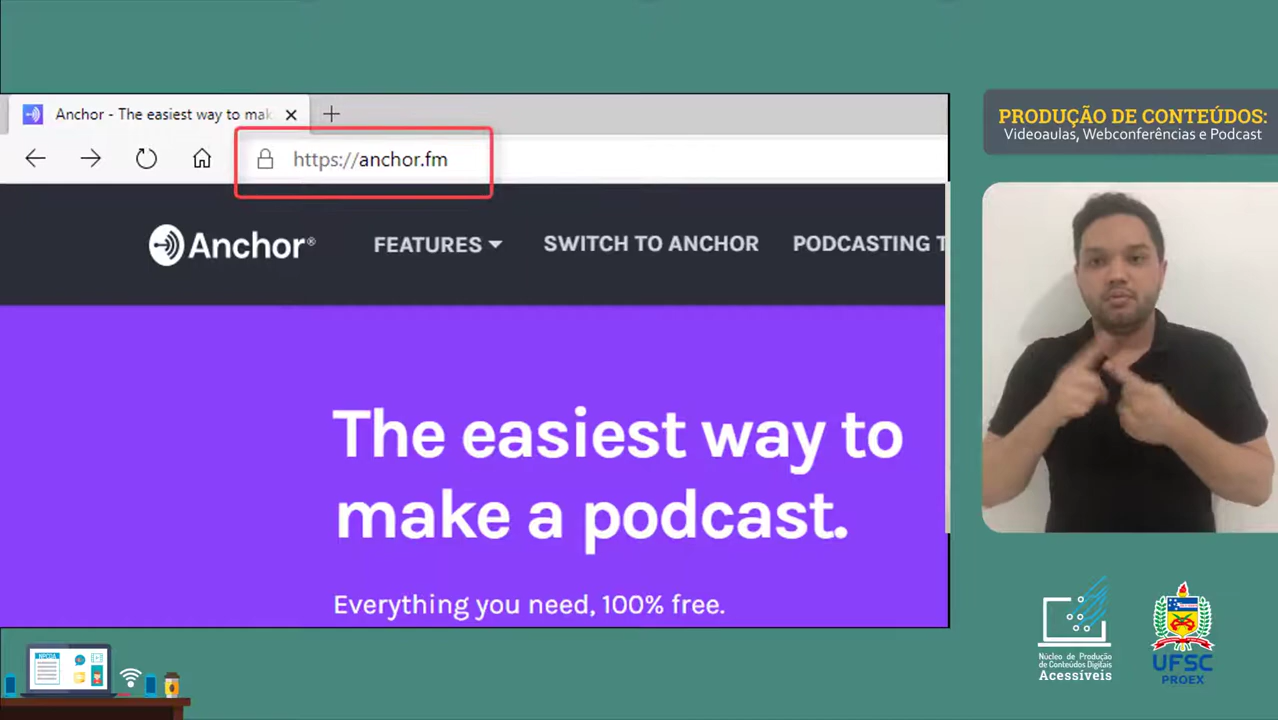 Anchor - The easiest way to mak
https://anchor.fm
Anchor®
FEATURES
SWITCH TO ANCHOR
PODCASTING T
The easiest way to
make a podcast.
Everything you need, 100% free.
PRODUÇÃO DE CONTEÚDOS:
Videoaulas, Webconferências e Podcast
Núcleo de Produção
de Conteúdos Digitais
Acessíveis
UFSC
PROEX